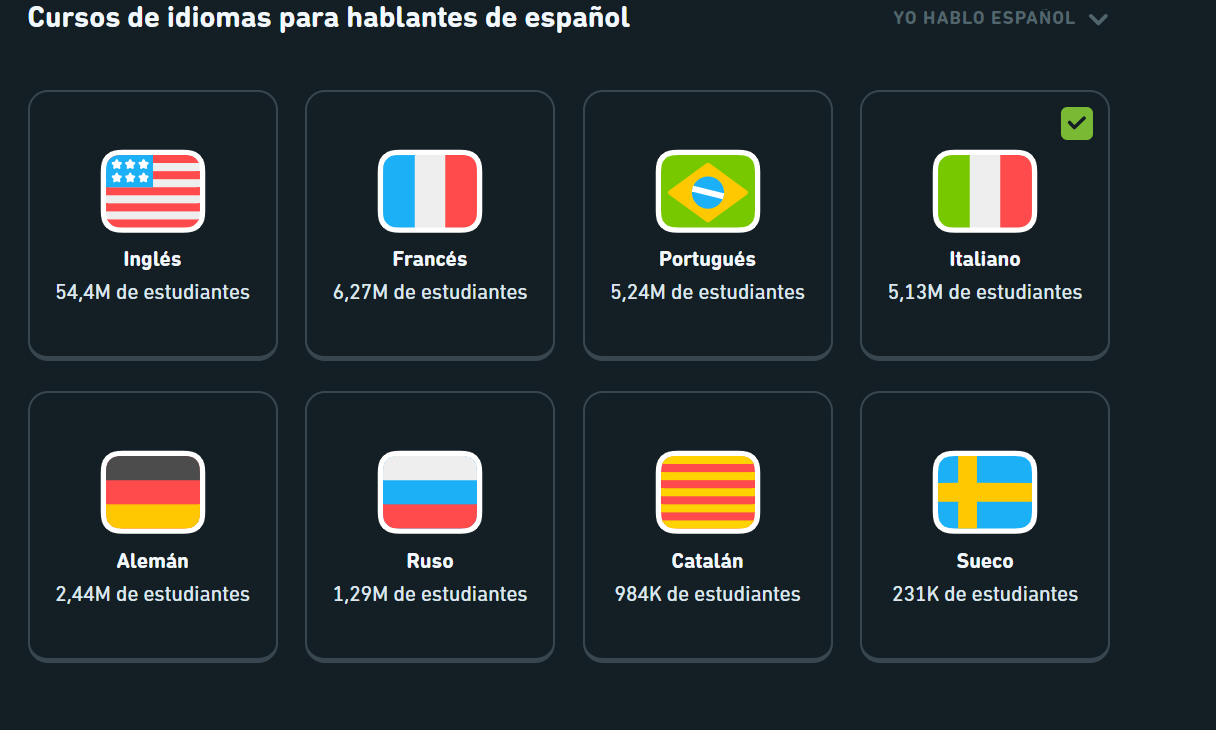 Cursos de idiomas para hablantes de español
YO HABLO ESPAÑOL
Inglés
54,4M de estudiantes
Francés
6,27M de estudiantes
Portugués
5,24M de estudiantes
Italiano
5,13M de estudiantes
Alemán
2,44M de estudiantes
Ruso
1,29M de estudiantes
Catalán
984K de estudiantes
Sueco
231K de estudiantes